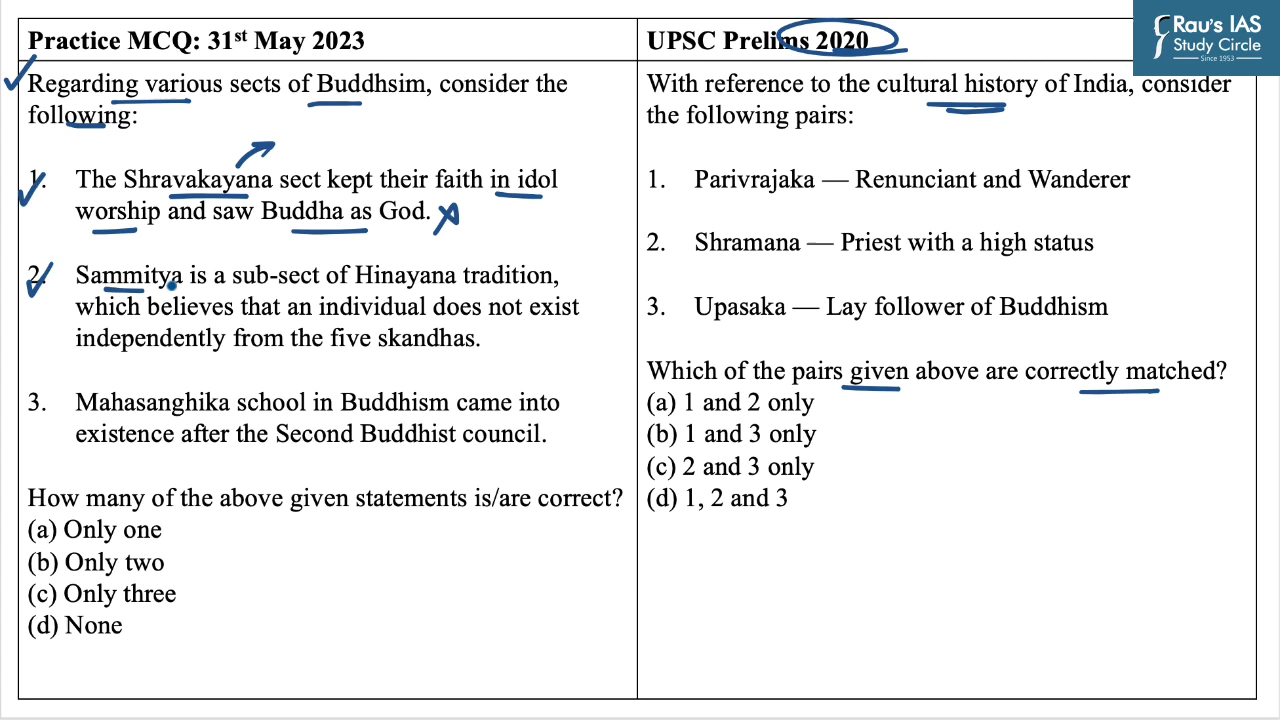 Rau's IAS
Study Circle
Since 1953
Practice MCQ: 31st May 2023
Regarding various sects of Buddhsim, consider the
following:
1. The Shravakayana sect kept their faith in idol
worship and saw Buddha as God.
2. Sammitya is a sub-sect of Hinayana tradition,
which believes that an individual does not exist
independently from the five skandhas.
3. Mahasanghika school in Buddhism came into
existence after the Second Buddhist council.
How many of the above given statements is/are correct?
(a) Only one
(b) Only two
(c) Only three
(d) None
UPSC Prelims 2020
With reference to the cultural history of India, consider
the following pairs:
1. Parivrajaka — Renunciant and Wanderer
2. Shramana — Priest with a high status
3. Upasaka — Lay follower of Buddhism
Which of the pairs given above are correctly matched?
(a) 1 and 2 only
(b) 1 and 3 only
(c) 2 and 3 only
(d) 1, 2 and 3